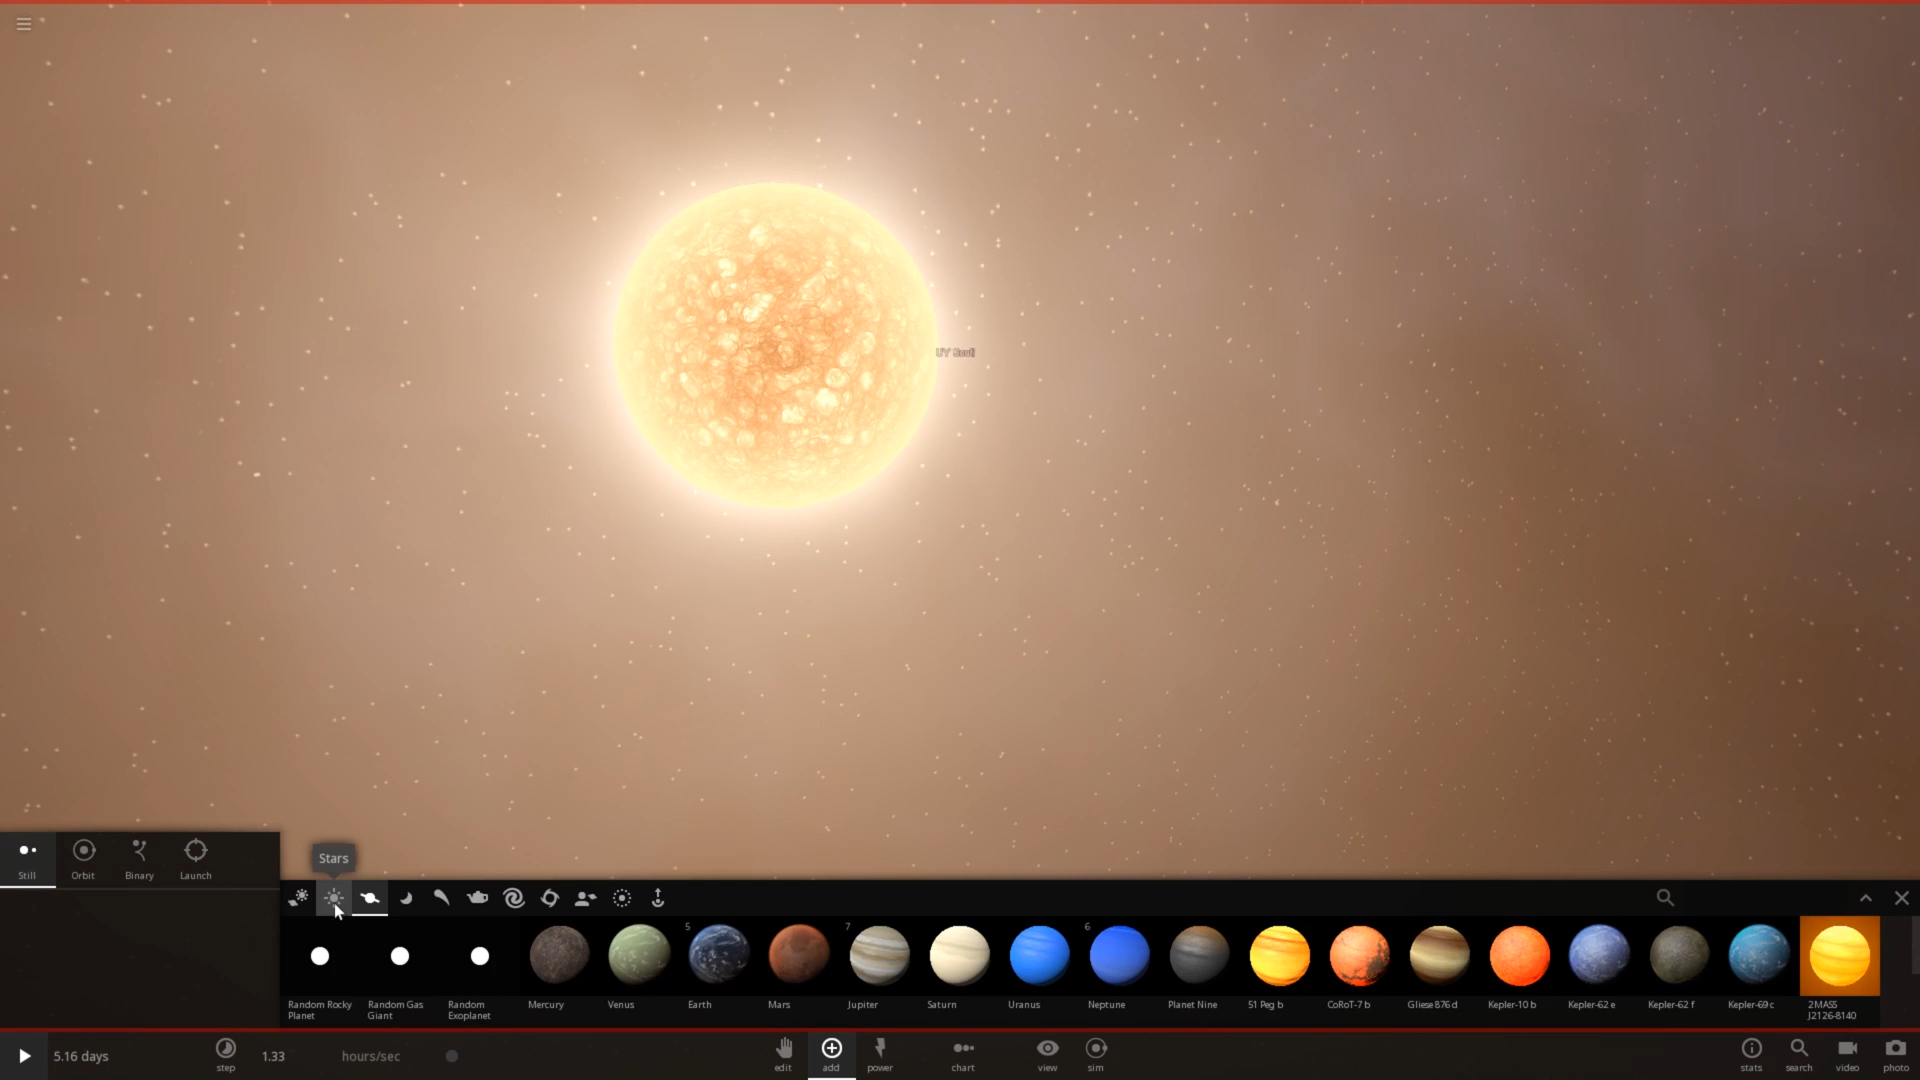 UY Scuti
Still
Orbit
Binary
Launch
Stars
5
7
6
Random Rocky
Planet
Random Gas
Giant
Random
Exoplanet
Mercury
Venus
Earth
Mars
Jupiter
Saturn
Uranus
Neptune
Planet Nine
51 Peg b
CoRoT-7 b
Gliese 876 d
Kepler-10 b
Kepler-62 e
Kepler-62 f
Kepler-69 c
2MASS
J2126-8140
5.16 days
step
1.33
hours/sec
edit
add
power
chart
view
sim
stats
search
video
photo